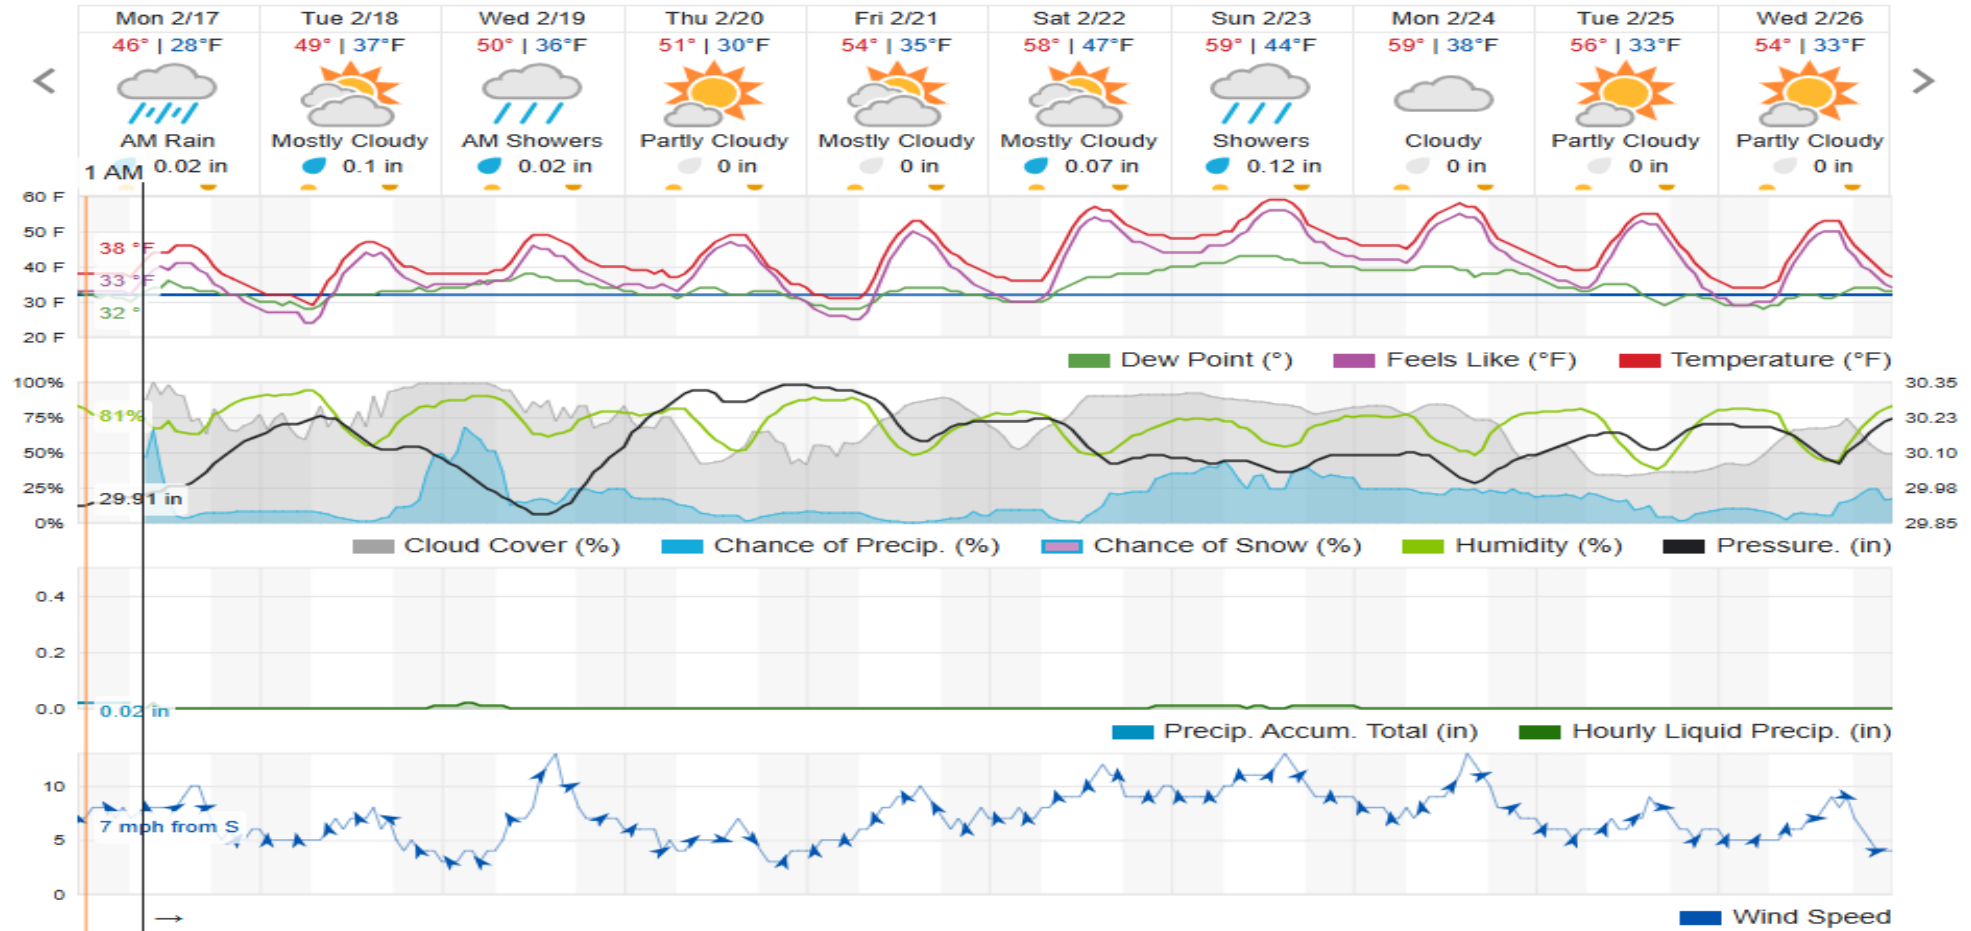 Mon 2/17 Tue 2/18 Wed 2/19 Thu 2/20 Fri 2/21 Sat 2/22 Sun 2/23 Mon 2/24 Tue 2/25 Wed 2/26
46° | 28°F 49° | 37°F 50° | 36°F 51° | 30°F 54° | 35°F 58° | 47°F 59° | 44°F 59° | 38°F 56° | 33°F 54° | 33°F
AM Rain Mostly Cloudy AM Showers Partly Cloudy Mostly Cloudy Mostly Cloudy Showers Cloudy Partly Cloudy Partly Cloudy
0.02 in 0.1 in 0.02 in 0 in 0 in 0.07 in 0.12 in 0 in 0 in 0 in
1 AM
60 F
50 F
38 °F
40 F
33 °F
30 F
32 °
20 F
Dew Point (°) Feels Like (°F) Temperature (°F)
100% 30.35
81%
75% 30.23
50% 30.10
25% 29.98
29.91 in
0% 29.85
Cloud Cover (%) Chance of Precip. (%) Chance of Snow (%) Humidity (%) Pressure. (in)
0.4
0.2
0.0
0.02 in
Precip. Accum. Total (in) Hourly Liquid Precip. (in)
10
7 mph from S
5
0
Wind Speed